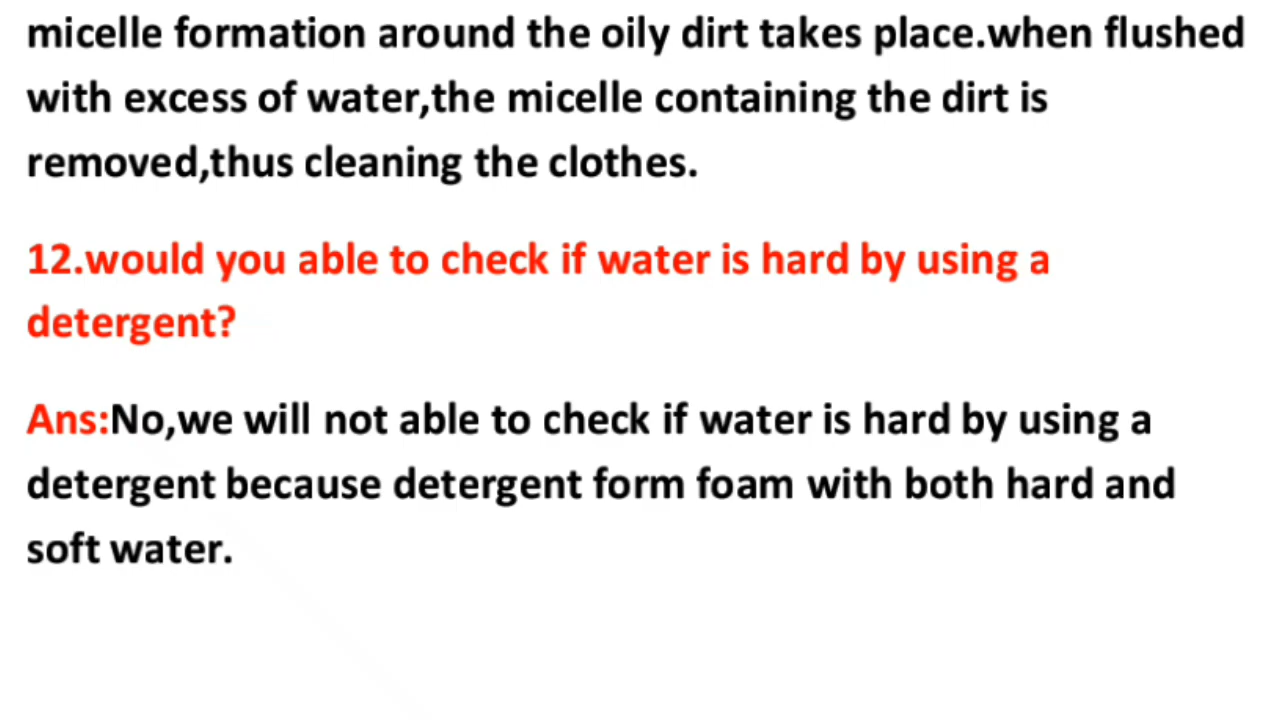 micelle formation around the oily dirt takes place.when flushed
with excess of water,the micelle containing the dirt is
removed,thus cleaning the clothes.
12.would you able to check if water is hard by using a
detergent?
Ans:No,we will not able to check if water is hard by using a
detergent because detergent form foam with both hard and
soft water.